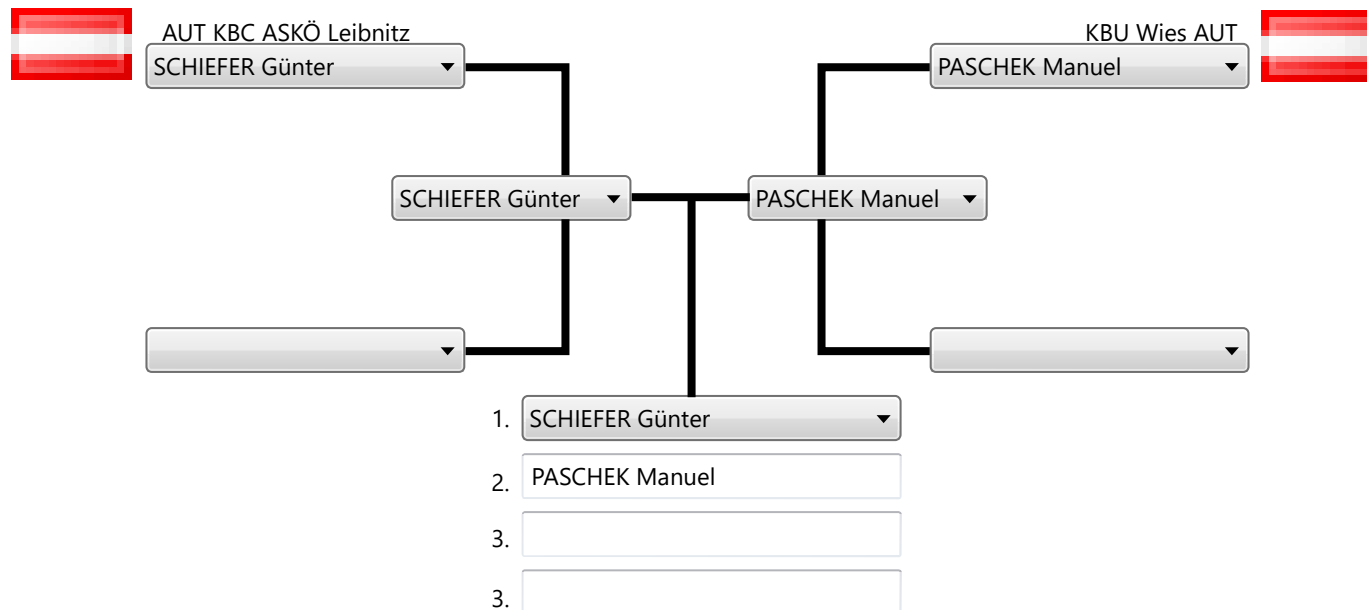 AUT KBC ASKÖ Leibnitz
KBU Wies AUT
SCHIEFER Günter
PASCHEK Manuel
SCHIEFER Günter
PASCHEK Manuel
1. SCHIEFER Günter
2. PASCHEK Manuel
3.
3.